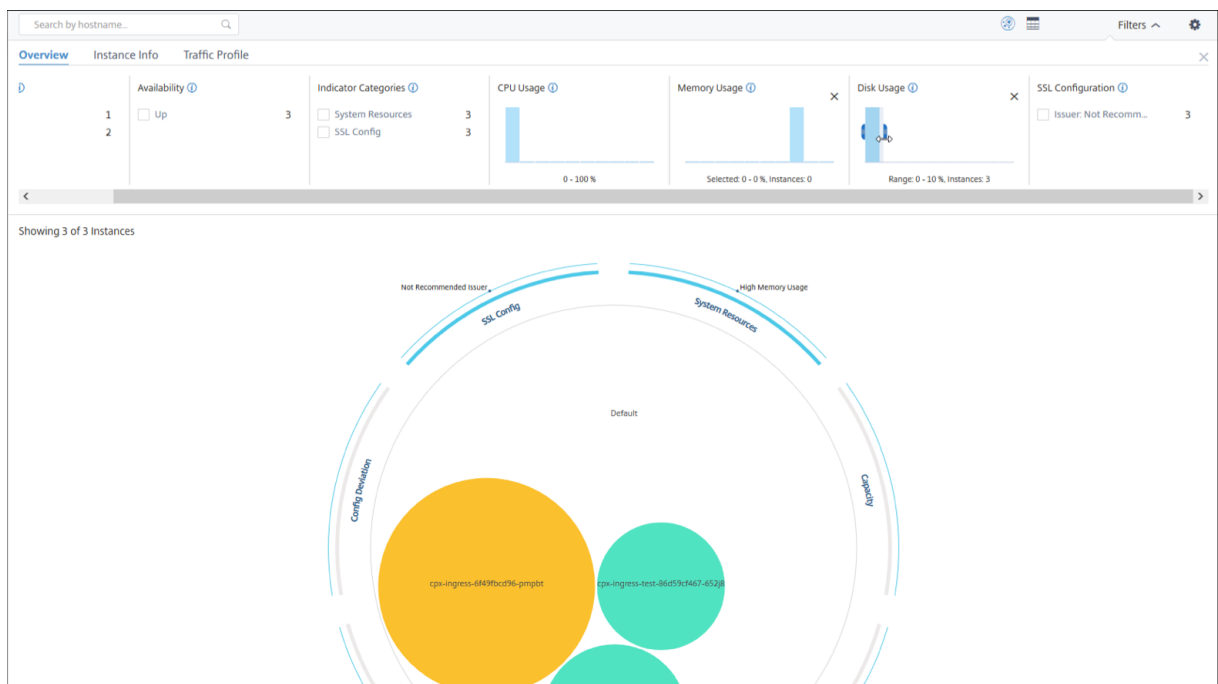 Search by hostname...
Filters
Overview Instance Info Traffic Profile
Availability
Indicator Categories
CPU Usage
Memory Usage
Disk Usage
SSL Configuration
1
2
Up 3
System Resources 3
SSL Config 3
Issuer: Not Recomm... 3
0 - 100 %
Selected: 0 - 0 %, Instances: 0
Range: 0 - 10 %, Instances: 3
Showing 3 of 3 Instances
Not Recommended Issuer
High Memory Usage
SSL Config
System Resources
Default
Config Deviation
Capacity
cpx-ingress-6f49fbcd96-pmpbt
cpx-ingress-test-86d59cf467-652j8